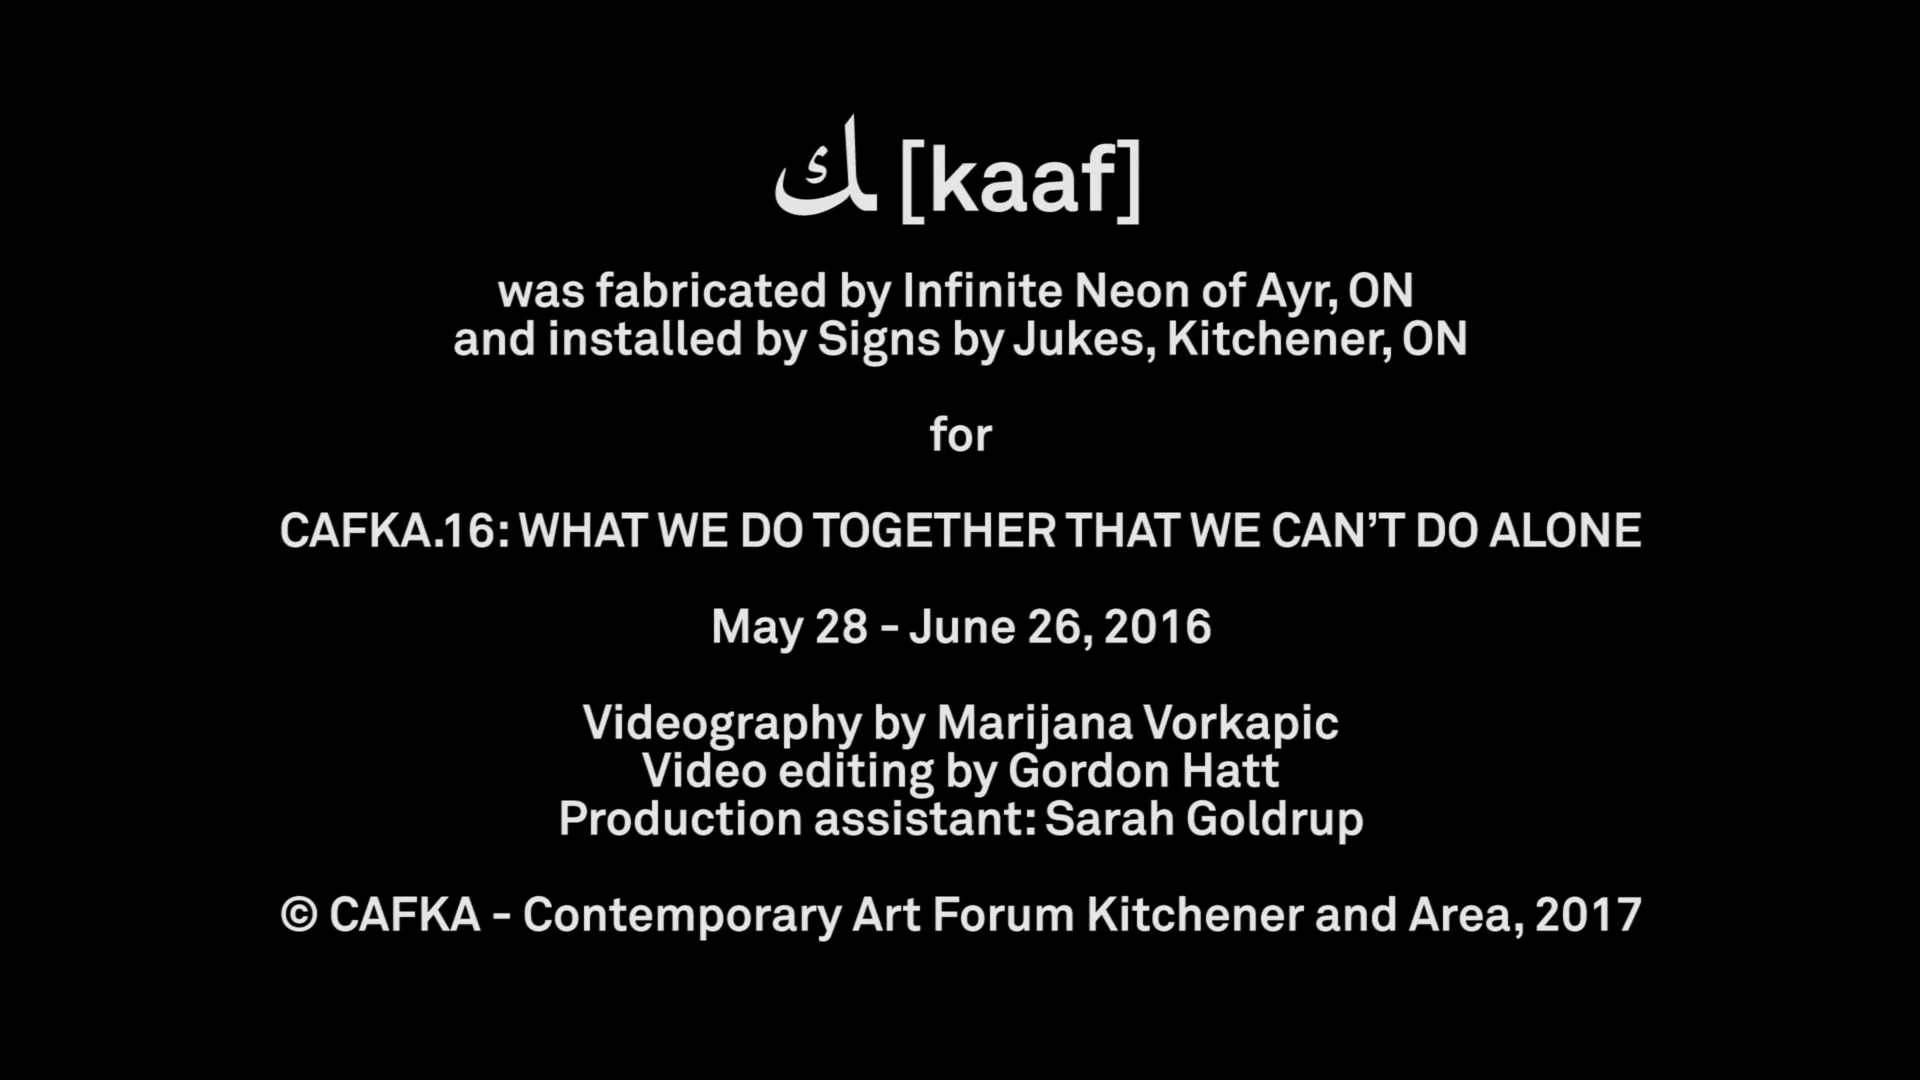 ك [kaaf]
was fabricated by Infinite Neon of Ayr, ON
and installed by Signs by Jukes, Kitchener, ON
for
CAFKA.16: WHAT WE DO TOGETHER THAT WE CAN’T DO ALONE
May 28 - June 26, 2016
Videography by Marijana Vorkapic
Video editing by Gordon Hatt
Production assistant: Sarah Goldrup
© CAFKA - Contemporary Art Forum Kitchener and Area, 2017